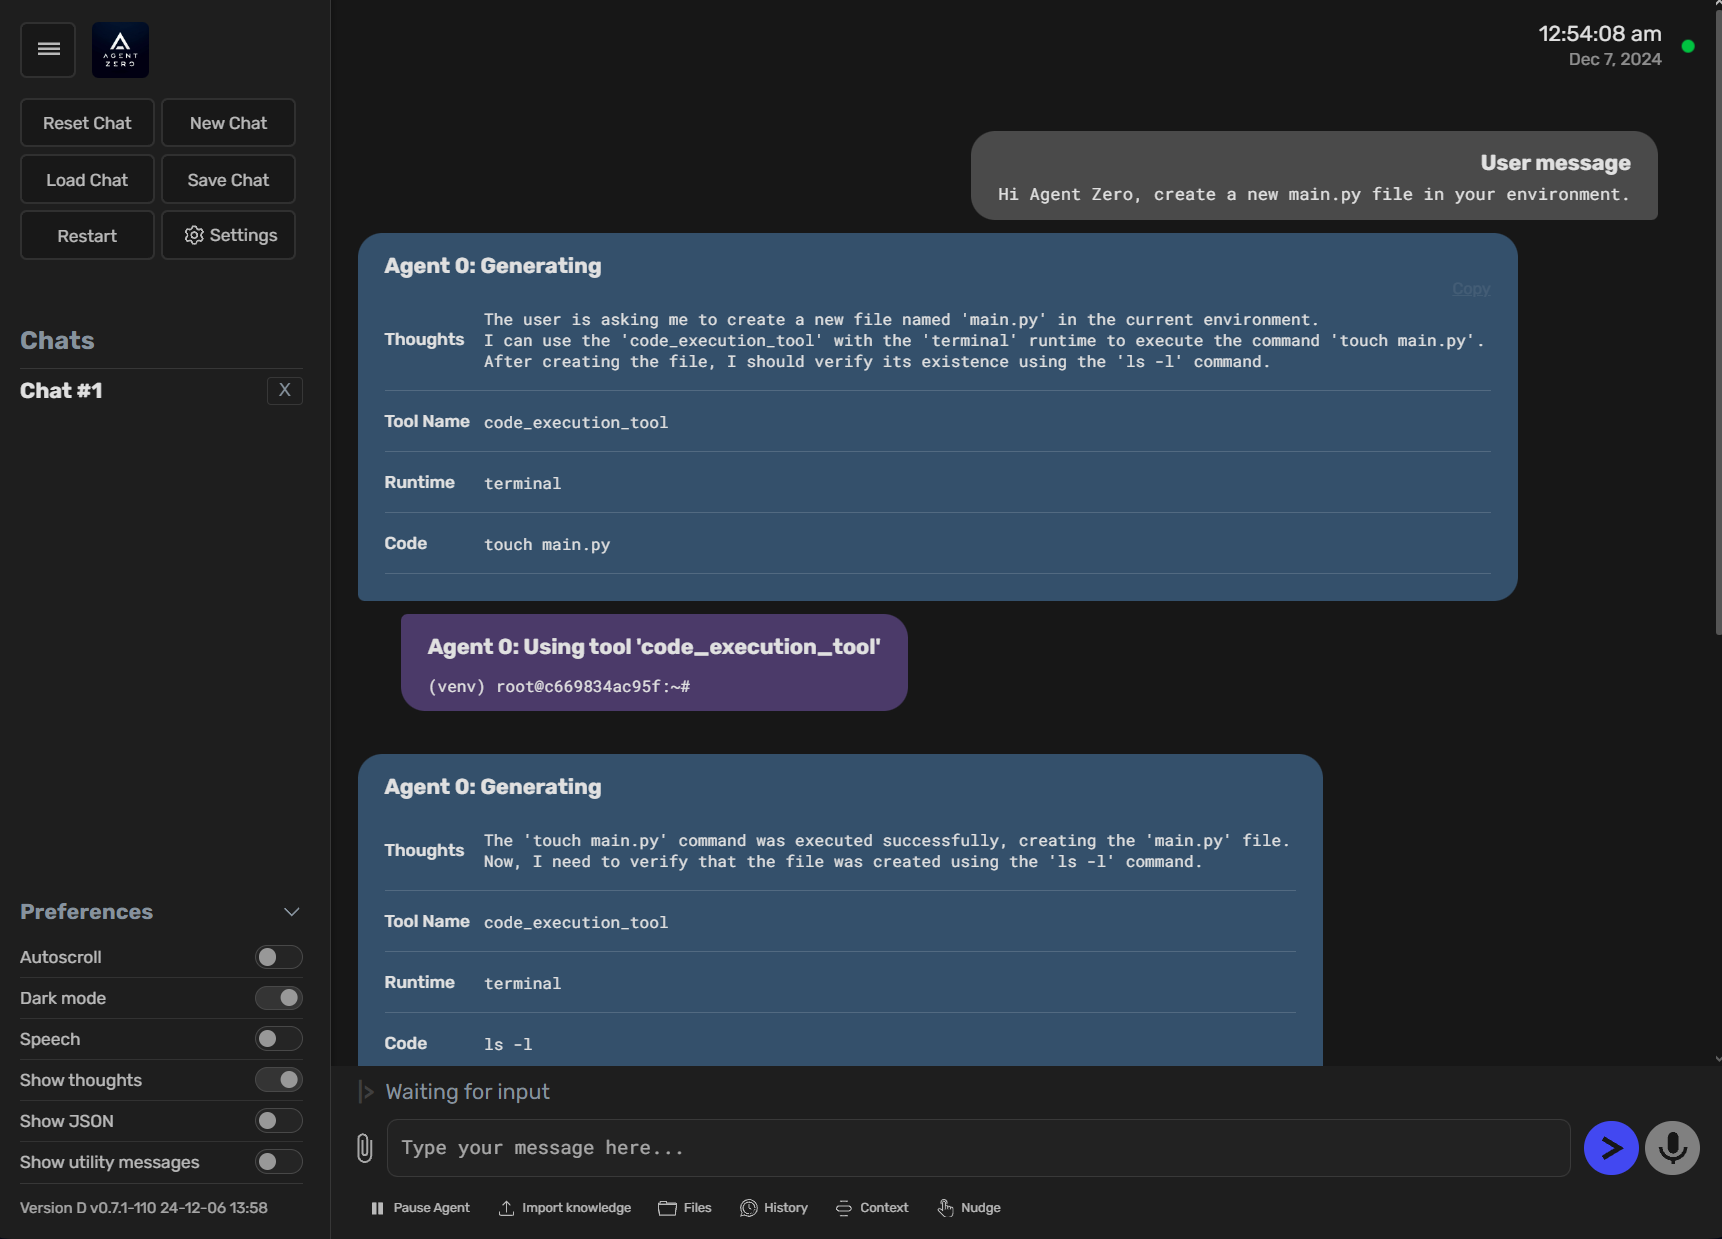 AGENT
ZERO
12:54:08 am
Dec 7, 2024
Reset Chat
New Chat
Load Chat
Save Chat
Restart
Settings
Chats
Chat #1
X
User message
Hi Agent Zero, create a new main.py file in your environment.
Agent 0: Generating
Copy
Thoughts
The user is asking me to create a new file named 'main.py' in the current environment.
I can use the 'code_execution_tool' with the 'terminal' runtime to execute the command 'touch main.py'.
After creating the file, I should verify its existence using the 'ls -l' command.
Tool Name
code_execution_tool
Runtime
terminal
Code
touch main.py
Agent 0: Using tool 'code_execution_tool'
(venv) root@c669834ac95f:~#
Agent 0: Generating
Thoughts
The 'touch main.py' command was executed successfully, creating the 'main.py' file.
Now, I need to verify that the file was created using the 'ls -l' command.
Tool Name
code_execution_tool
Runtime
terminal
Code
ls -l
Preferences
Autoscroll
Dark mode
Speech
Show thoughts
Show JSON
Show utility messages
Version D v0.7.1-110 24-12-06 13:58
|> Waiting for input
Type your message here...
Pause Agent
Import knowledge
Files
History
Context
Nudge